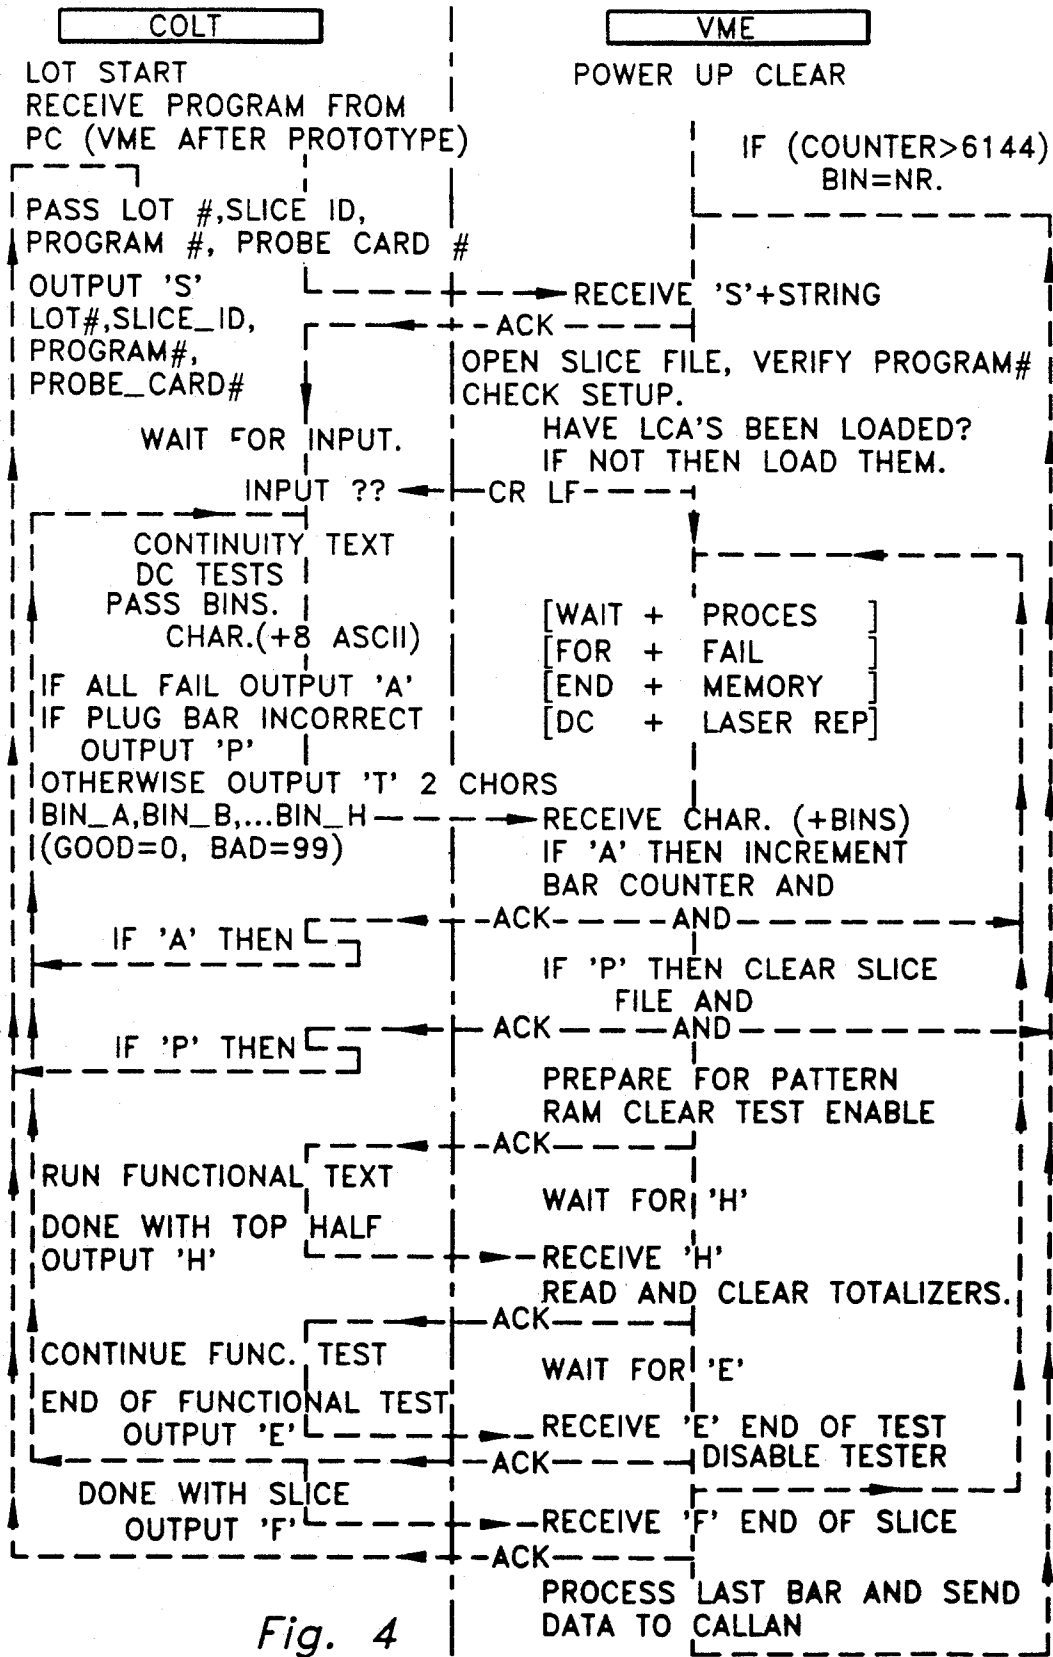 COLT
VME
LOT START
RECEIVE PROGRAM FROM
PC (VME AFTER PROTOTYPE)
POWER UP CLEAR
IF (COUNTER>6144)
BIN=NR.
PASS LOT #,SLICE ID,
PROGRAM #, PROBE CARD #
OUTPUT 'S'
LOT#,SLICE_ID,
PROGRAM#,
PROBE_CARD#
RECEIVE 'S'+STRING
ACK
OPEN SLICE FILE, VERIFY PROGRAM#
CHECK SETUP.
HAVE LCA'S BEEN LOADED?
IF NOT THEN LOAD THEM.
WAIT FOR INPUT.
INPUT ??
CR LF
CONTINUITY TEXT
DC TESTS
PASS BINS.
CHAR.(+8 ASCII)
[WAIT + PROCES ]
[FOR + FAIL ]
[END + MEMORY ]
[DC + LASER REP]
IF ALL FAIL OUTPUT 'A'
IF PLUG BAR INCORRECT
OUTPUT 'P'
OTHERWISE OUTPUT 'T' 2 CHORS
BIN_A,BIN_B,...BIN_H
(GOOD=0, BAD=99)
RECEIVE CHAR. (+BINS)
IF 'A' THEN INCREMENT
BAR COUNTER AND
ACK
AND
IF 'A' THEN
IF 'P' THEN CLEAR SLICE
FILE AND
ACK
AND
IF 'P' THEN
PREPARE FOR PATTERN
RAM CLEAR TEST ENABLE
ACK
RUN FUNCTIONAL TEXT
WAIT FOR 'H'
DONE WITH TOP HALF
OUTPUT 'H'
RECEIVE 'H'
READ AND CLEAR TOTALIZERS.
ACK
CONTINUE FUNC. TEST
WAIT FOR 'E'
END OF FUNCTIONAL TEST
OUTPUT 'E'
RECEIVE 'E' END OF TEST
DISABLE TESTER
ACK
DONE WITH SLICE
OUTPUT 'F'
RECEIVE 'F' END OF SLICE
ACK
PROCESS LAST BAR AND SEND
DATA TO CALLAN
Fig. 4